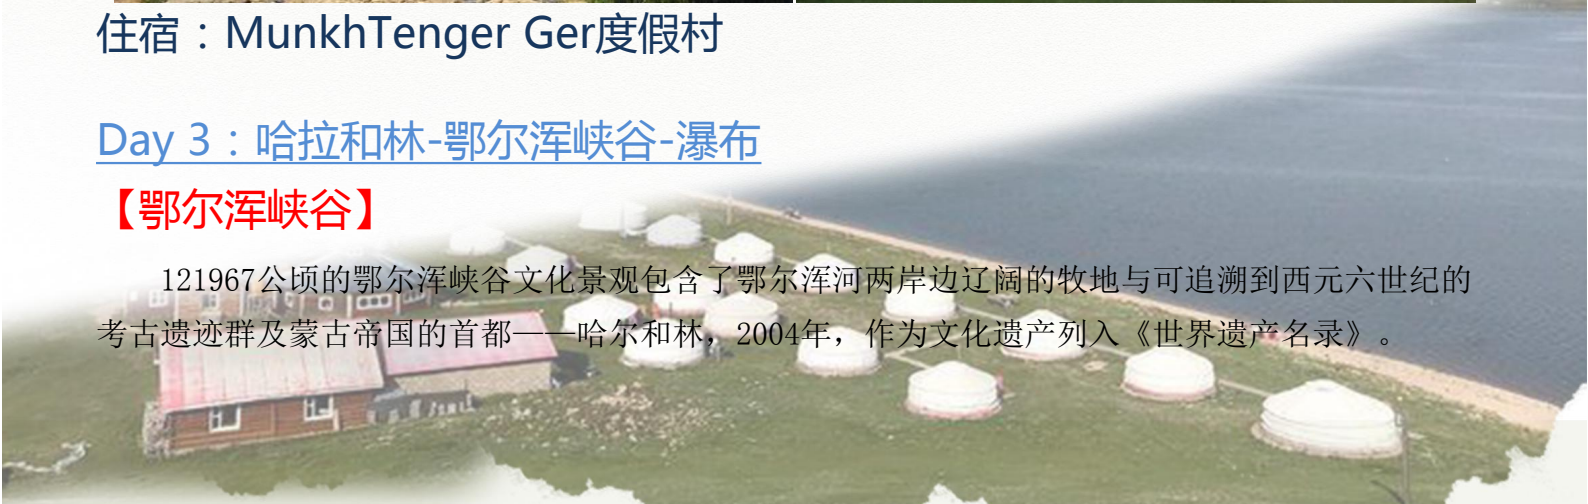 住宿：MunkhTenger Ger度假村
Day 3：哈拉和林-鄂尔浑峡谷-瀑布
【鄂尔浑峡谷】
121967公顷的鄂尔浑峡谷文化景观包含了鄂尔浑河两岸边辽阔的牧地与可追溯到西元六世纪的
考古遗迹群及蒙古帝国的首都——哈尔和林，2004年，作为文化遗产列入《世界遗产名录》。